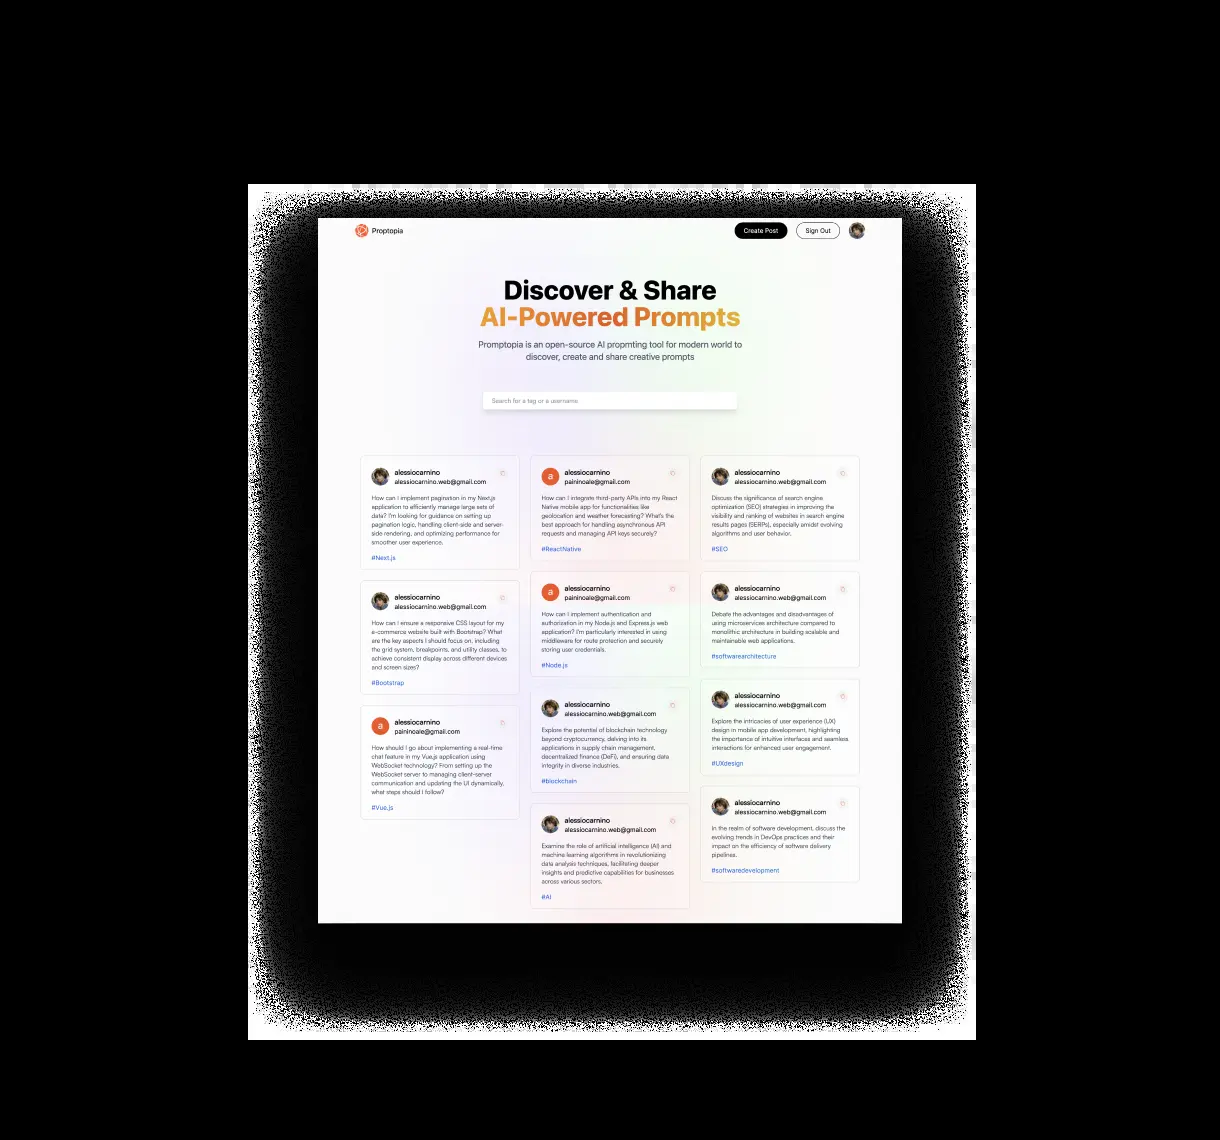 Proptopia
Create Post
Sign Out
Discover & Share
AI-Powered Prompts
Promptopia is an open-source AI propmting tool for modern world to
discover, create and share creative prompts
Search for a tag or a username
alessiocarnino
alessiocarnino.web@gmail.com
How can I implement pagination in my Next.js
application to efficiently manage large sets of
data? I'm looking for guidance on setting up
pagination logic, handling client-side and server-
side rendering, and optimizing performance for
smoother user experience.
#Next.js
alessiocarnino
alessiocarnino.web@gmail.com
How can I ensure a responsive CSS layout for my
e-commerce website built with Bootstrap? What
are the key aspects I should focus on, including
the grid system, breakpoints, and utility classes, to
achieve consistent display across different devices
and screen sizes?
#Bootstrap
a
alessiocarnino
paininoale@gmail.com
How should I go about implementing a real-time
chat feature in my Vue.js application using
WebSocket technology? From setting up the
WebSocket server to managing client-server
communication and updating the UI dynamically,
what steps should I follow?
#Vue.js
a
alessiocarnino
paininoale@gmail.com
How can I integrate third-party APIs into my React
Native mobile app for functionalities like
geolocation and weather forecasting? What's the
best approach for handling asynchronous API
requests and managing API keys securely?
#ReactNative
a
alessiocarnino
paininoale@gmail.com
How can I implement authentication and
authorization in my Node.js and Express.js web
application? I'm particularly interested in using
middleware for route protection and securely
storing user credentials.
#Node.js
alessiocarnino
alessiocarnino.web@gmail.com
Explore the potential of blockchain technology
beyond cryptocurrency, delving into its
applications in supply chain management,
decentralized finance (DeFi), and ensuring data
integrity in diverse industries.
#blockchain
alessiocarnino
alessiocarnino.web@gmail.com
Examine the role of artificial intelligence (AI) and
machine learning algorithms in revolutionizing
data analysis techniques, facilitating deeper
insights and predictive capabilities for businesses
across various sectors.
#AI
alessiocarnino
alessiocarnino.web@gmail.com
Discuss the significance of search engine
optimization (SEO) strategies in improving the
visibility and ranking of websites in search engine
results pages (SERPs), especially amidst evolving
algorithms and user behavior.
#SEO
alessiocarnino
alessiocarnino.web@gmail.com
Debate the advantages and disadvantages of
using microservices architecture compared to
monolithic architecture in building scalable and
maintainable web applications.
#softwarearchitecture
alessiocarnino
alessiocarnino.web@gmail.com
Explore the intricacies of user experience (UX)
design in mobile app development, highlighting
the importance of intuitive interfaces and seamless
interactions for enhanced user engagement.
#UXdesign
alessiocarnino
alessiocarnino.web@gmail.com
In the realm of software development, discuss the
evolving trends in DevOps practices and their
impact on the efficiency of software delivery
pipelines.
#softwaredevelopment